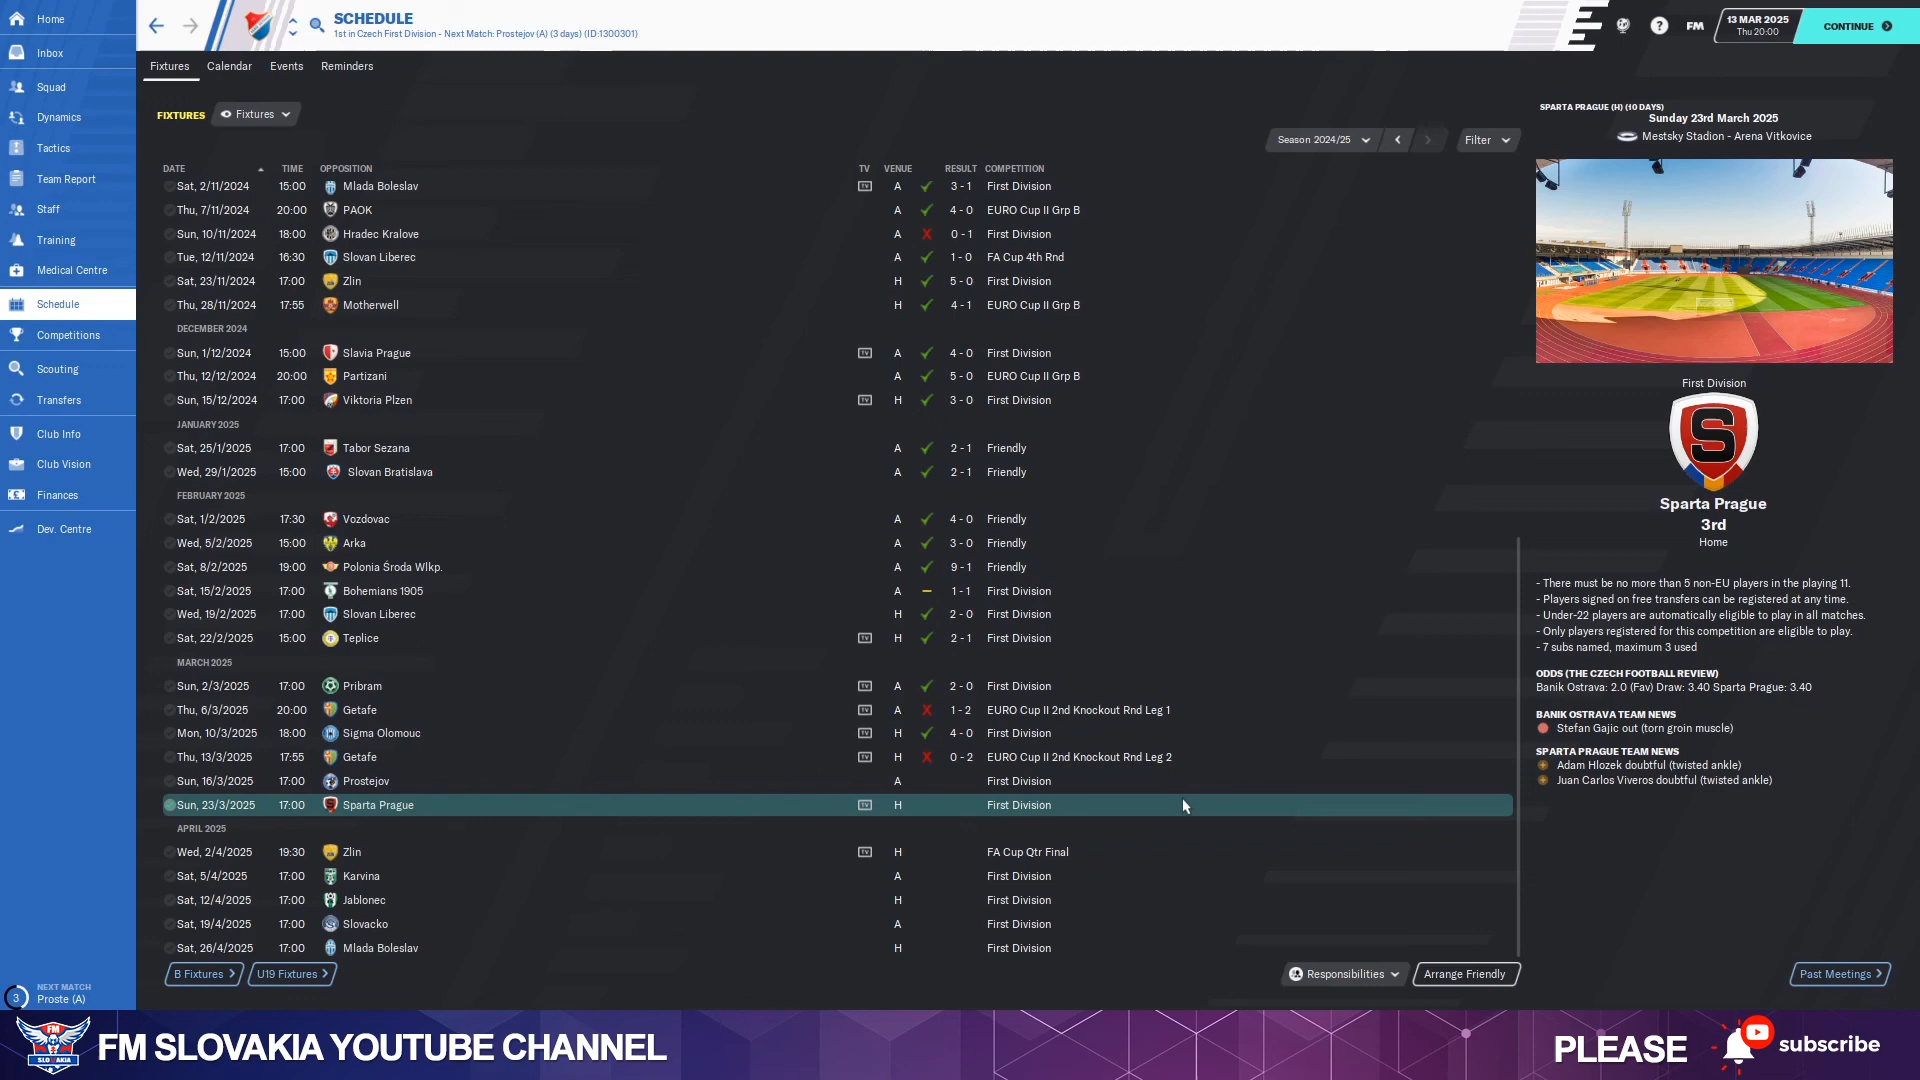 Home
Inbox
Squad
Dynamics
Tactics
Team Report
Staff
Training
Medical Centre
Schedule
Competitions
Scouting
Transfers
Club Info
Club Vision
Finances
Dev. Centre
3 NEXT MATCH
Proste (A)
SCHEDULE
1st in Czech First Division - Next Match: Prostejov (A) (3 days) (ID:1300301)
? FM 13 MAR 2025
Thu 20:00
CONTINUE
Fixtures Calendar Events Reminders
FIXTURES Fixtures
Season 2024/25 Filter
DATE TIME OPPOSITION TV VENUE RESULT COMPETITION
Sat, 2/11/2024 15:00 Mlada Boleslav TV A 3 - 1 First Division
Thu, 7/11/2024 20:00 PAOK A 4 - 0 EURO Cup II Grp B
Sun, 10/11/2024 18:00 Hradec Kralove A 0 - 1 First Division
Tue, 12/11/2024 16:30 Slovan Liberec A 1 - 0 FA Cup 4th Rnd
Sat, 23/11/2024 17:00 Zlin H 5 - 0 First Division
Thu, 28/11/2024 17:55 Motherwell H 4 - 1 EURO Cup II Grp B
DECEMBER 2024
Sun, 1/12/2024 15:00 Slavia Prague TV A 4 - 0 First Division
Thu, 12/12/2024 20:00 Partizani A 5 - 0 EURO Cup II Grp B
Sun, 15/12/2024 17:00 Viktoria Plzen TV H 3 - 0 First Division
JANUARY 2025
Sat, 25/1/2025 17:00 Tabor Sezana A 2 - 1 Friendly
Wed, 29/1/2025 15:00 Slovan Bratislava A 2 - 1 Friendly
FEBRUARY 2025
Sat, 1/2/2025 17:30 Vozdovac A 4 - 0 Friendly
Wed, 5/2/2025 15:00 Arka A 3 - 0 Friendly
Sat, 8/2/2025 19:00 Polonia Środa Wlkp. A 9 - 1 Friendly
Sat, 15/2/2025 17:00 Bohemians 1905 A 1 - 1 First Division
Wed, 19/2/2025 17:00 Slovan Liberec H 2 - 0 First Division
Sat, 22/2/2025 15:00 Teplice TV H 2 - 1 First Division
MARCH 2025
Sun, 2/3/2025 17:00 Pribram TV A 2 - 0 First Division
Thu, 6/3/2025 20:00 Getafe TV A 1 - 2 EURO Cup II 2nd Knockout Rnd Leg 1
Mon, 10/3/2025 18:00 Sigma Olomouc TV H 4 - 0 First Division
Thu, 13/3/2025 17:55 Getafe TV H 0 - 2 EURO Cup II 2nd Knockout Rnd Leg 2
Sun, 16/3/2025 17:00 Prostejov A First Division
Sun, 23/3/2025 17:00 Sparta Prague TV H First Division
APRIL 2025
Wed, 2/4/2025 19:30 Zlin TV H FA Cup Qtr Final
Sat, 5/4/2025 17:00 Karvina A First Division
Sat, 12/4/2025 17:00 Jablonec H First Division
Sat, 19/4/2025 17:00 Slovacko A First Division
Sat, 26/4/2025 17:00 Mlada Boleslav H First Division
B Fixtures U19 Fixtures Responsibilities Arrange Friendly
SPARTA PRAGUE (H) (10 DAYS)
Sunday 23rd March 2025
Mestsky Stadion - Arena Vitkovice
First Division
S
Sparta Prague
3rd
Home
- There must be no more than 5 non-EU players in the playing 11.
- Players signed on free transfers can be registered at any time.
- Under-22 players are automatically eligible to play in all matches.
- Only players registered for this competition are eligible to play.
- 7 subs named, maximum 3 used
ODDS (THE CZECH FOOTBALL REVIEW)
Banik Ostrava: 2.0 (Fav) Draw: 3.40 Sparta Prague: 3.40
BANIK OSTRAVA TEAM NEWS
Stefan Gajic out (torn groin muscle)
SPARTA PRAGUE TEAM NEWS
Adam Hlozek doubtful (twisted ankle)
Juan Carlos Viveros doubtful (twisted ankle)
Past Meetings
FM
SLOVAKIA
FM SLOVAKIA YOUTUBE CHANNEL
PLEASE
subscribe